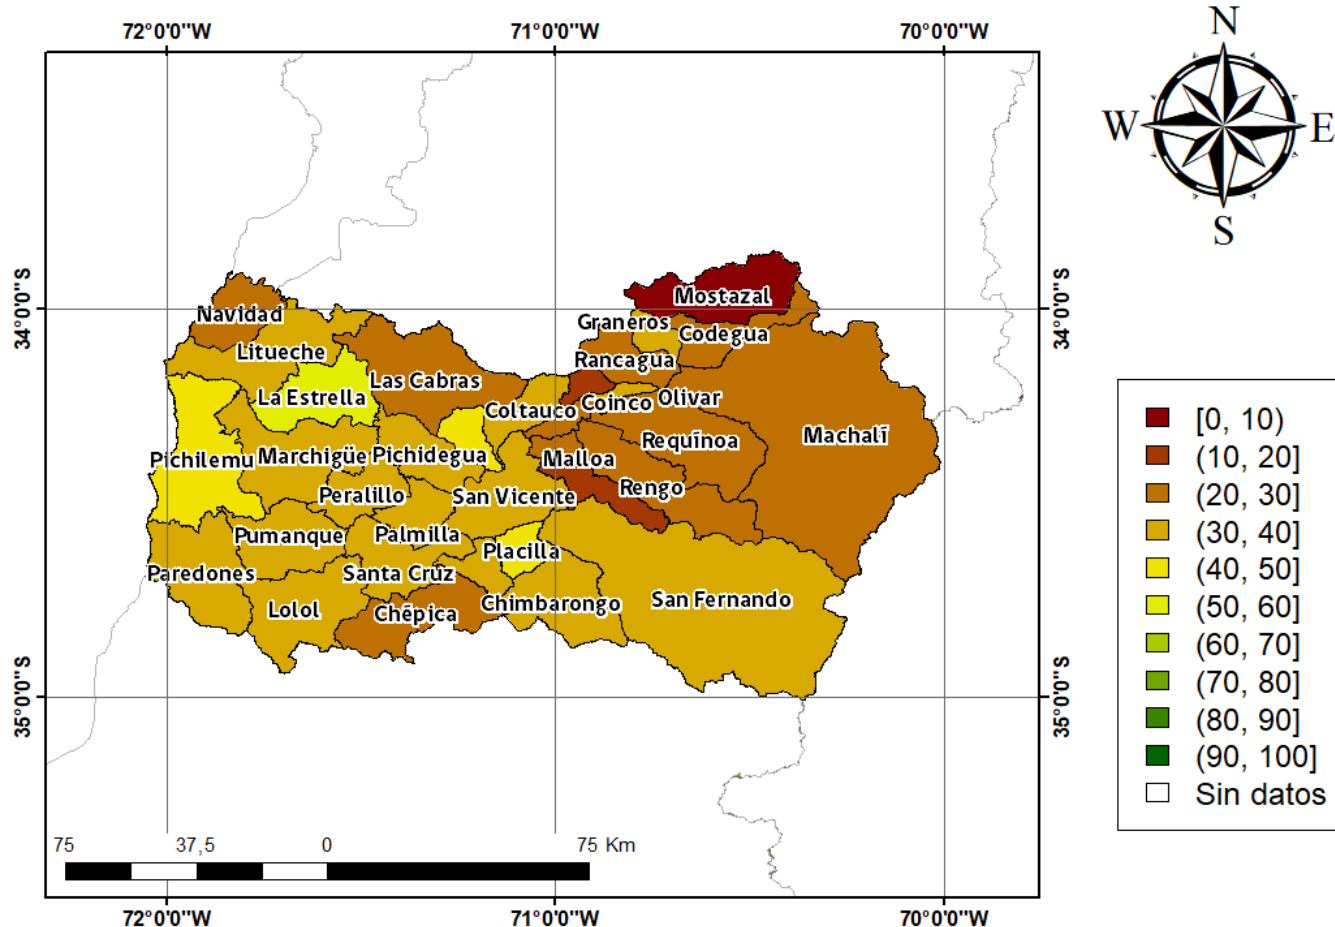 72°0'0"W
71°0'0"W
70°0'0"W
N
W
E
S
34°0'0"S
34°0'0"S
Mostazal
Navidad
Graneros
Codegua
Litueche
Rancagua
La Estrella
Las Cabras
Coltauco
Coinco
Olivar
Requínoa
Machalí
Pichilemu
Marchigüe
Pichidegua
Malloa
Rengo
Peralillo
San Vicente
Pumanque
Palmilla
Placilla
Paredones
Santa Cruz
Lolol
Chépica
Chimbarongo
San Fernando
35°0'0"S
35°0'0"S
[0, 10)
(10, 20]
(20, 30]
(30, 40]
(40, 50]
(50, 60]
(60, 70]
(70, 80]
(80, 90]
(90, 100]
Sin datos
75
37,5
0
75 Km
72°0'0"W
71°0'0"W
70°0'0"W